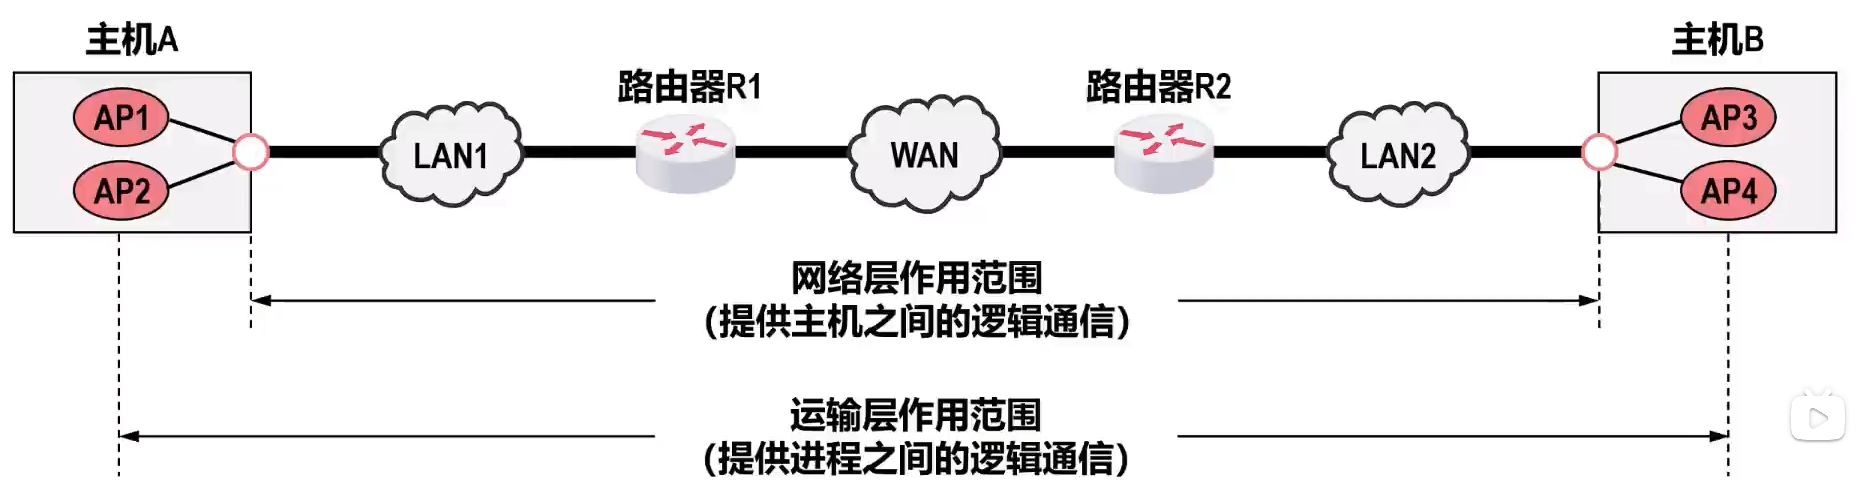 主机A
主机B
路由器R1
路由器R2
AP1
AP2
LAN1
WAN
LAN2
AP3
AP4
网络层作用范围
(提供主机之间的逻辑通信)
运输层作用范围
(提供进程之间的逻辑通信)